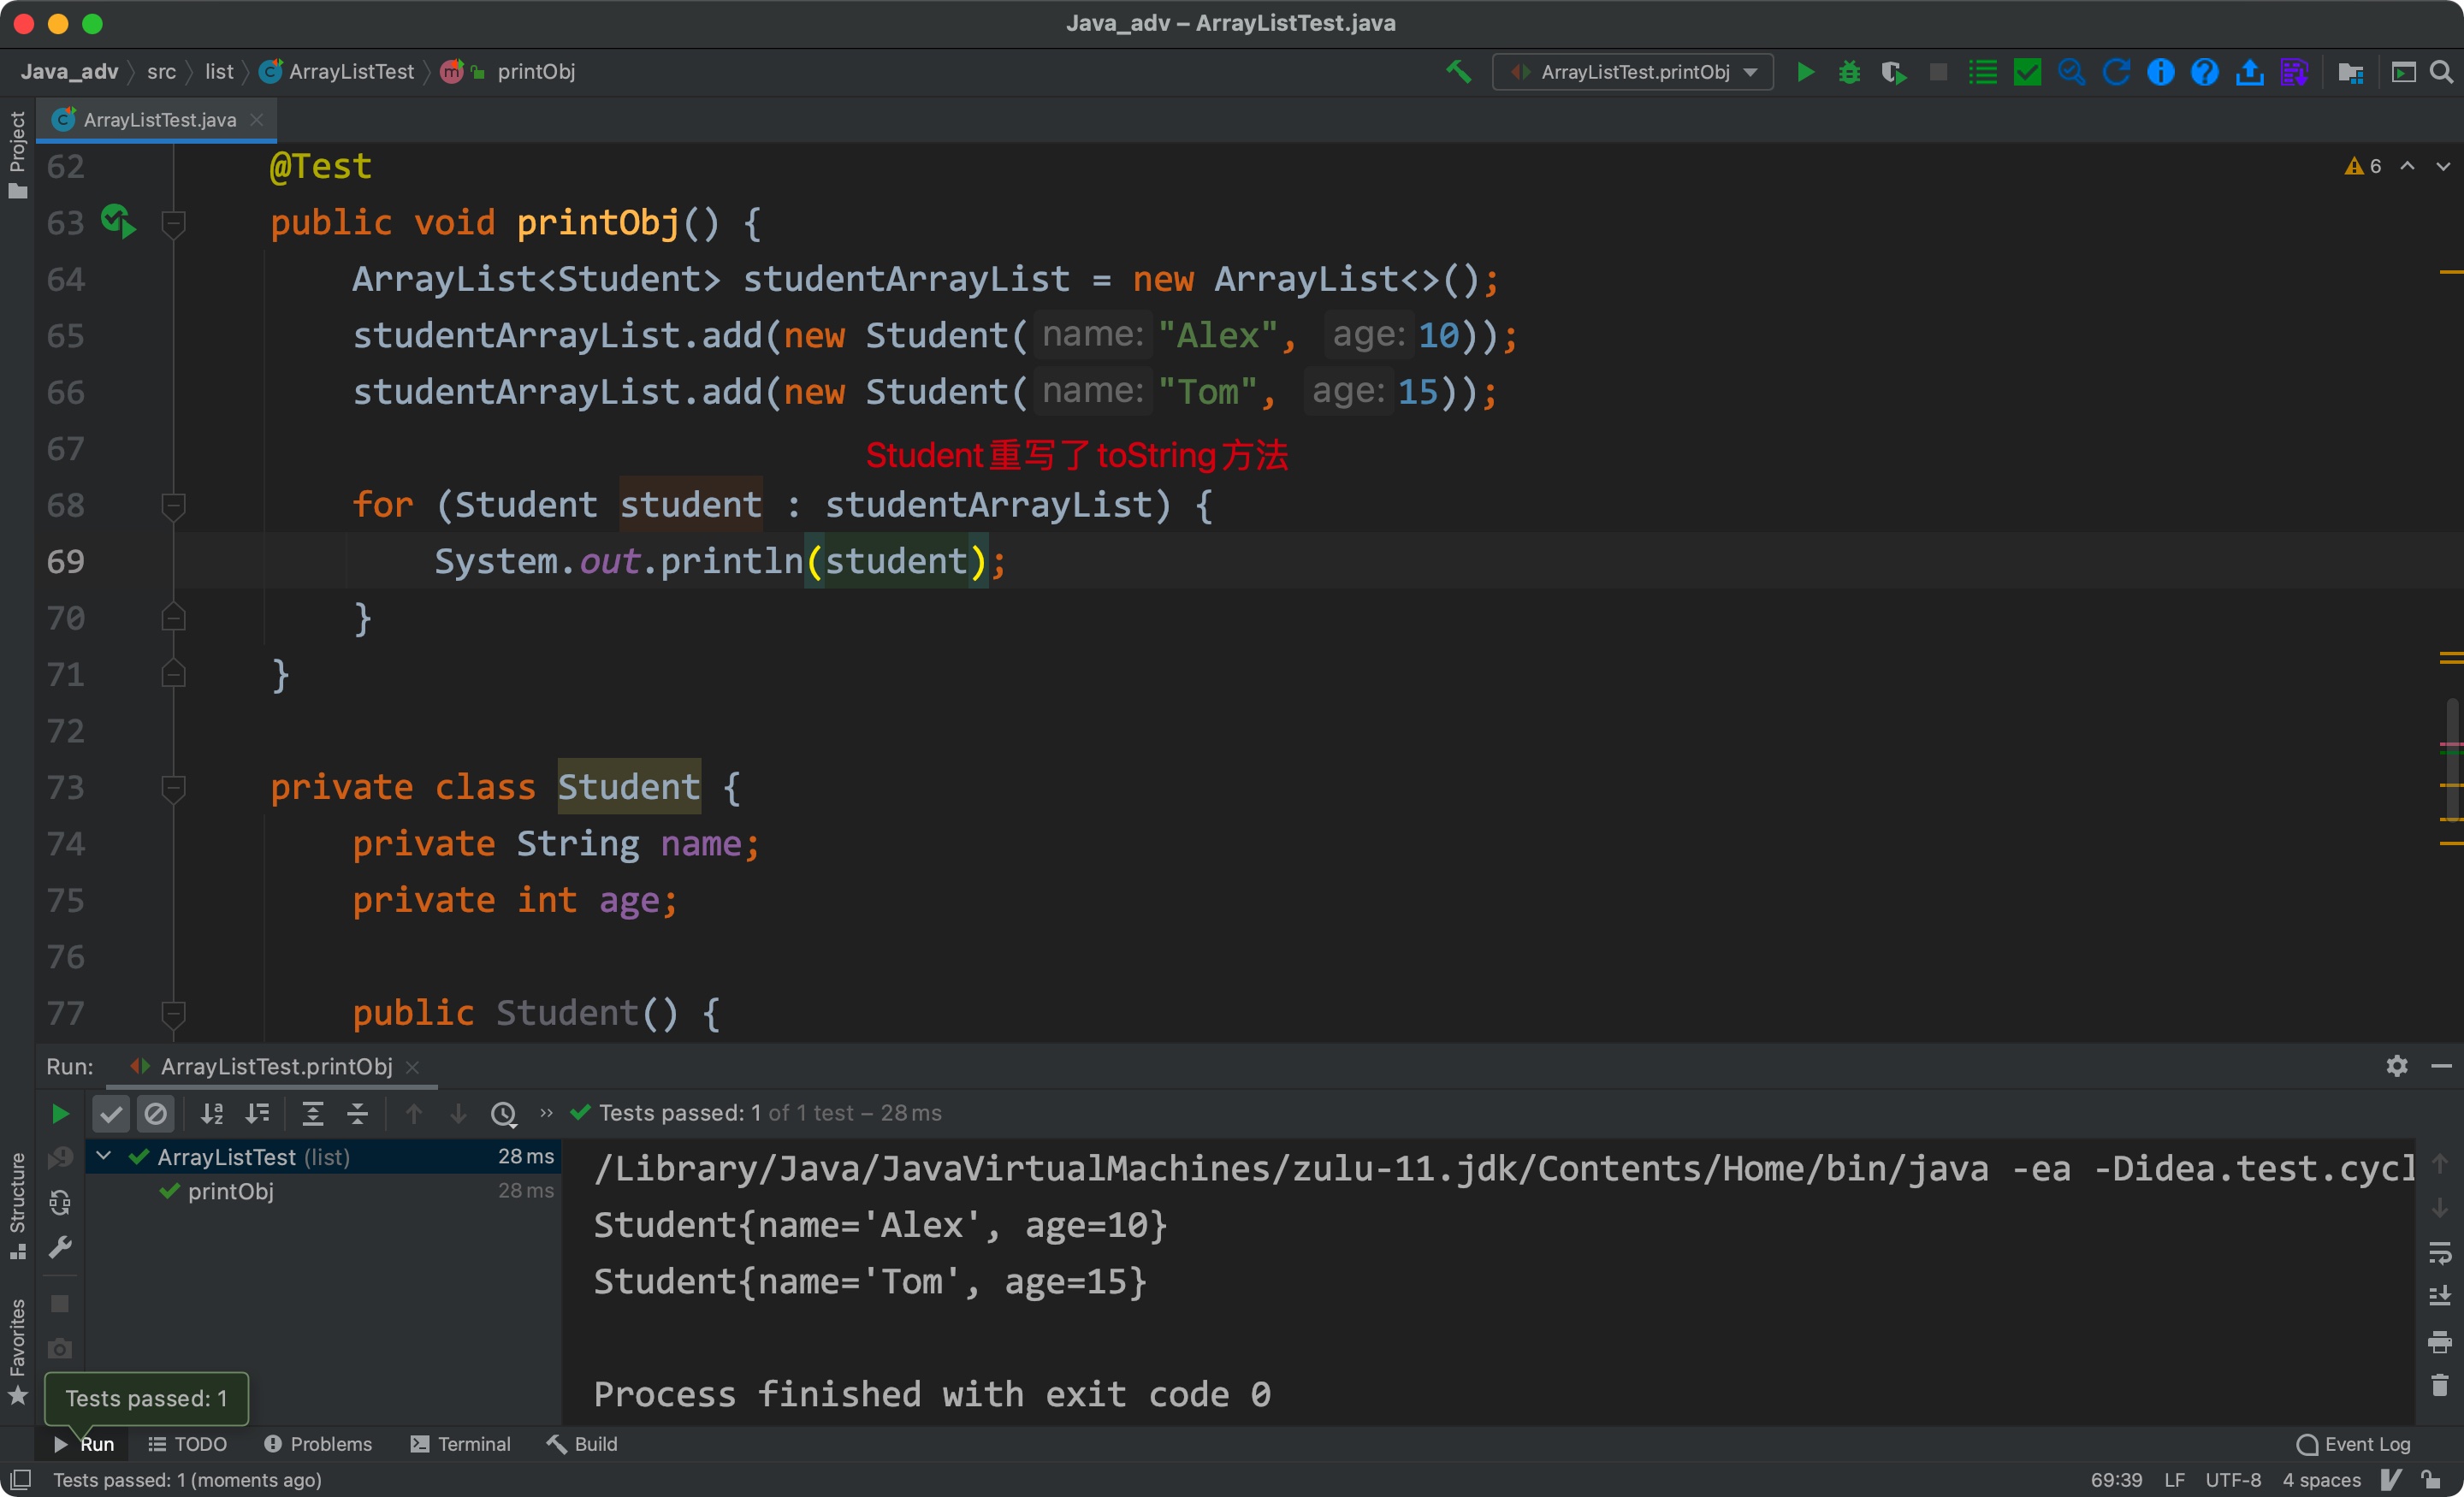 Java_adv – ArrayListTest.java
Java_adv src list ArrayListTest printObj
ArrayListTest.printObj
Project
ArrayListTest.java
6
62 @Test
63 public void printObj() {
64 ArrayList<Student> studentArrayList = new ArrayList<>();
65 studentArrayList.add(new Student( name: "Alex", age: 10));
66 studentArrayList.add(new Student( name: "Tom", age: 15));
67
Student重写了toString方法
68 for (Student student : studentArrayList) {
69 System.out.println(student);
70 }
71 }
72
73 private class Student {
74 private String name;
75 private int age;
76
77 public Student() {
Run: ArrayListTest.printObj
Tests passed: 1 of 1 test – 28 ms
ArrayListTest (list) 28 ms
printObj 28 ms
/Library/Java/JavaVirtualMachines/zulu-11.jdk/Contents/Home/bin/java -ea -Didea.test.cycl
Student{name='Alex', age=10}
Student{name='Tom', age=15}
Process finished with exit code 0
Structure
Favorites
Tests passed: 1
Run TODO Problems Terminal Build Event Log
Tests passed: 1 (moments ago) 69:39 LF UTF-8 4 spaces